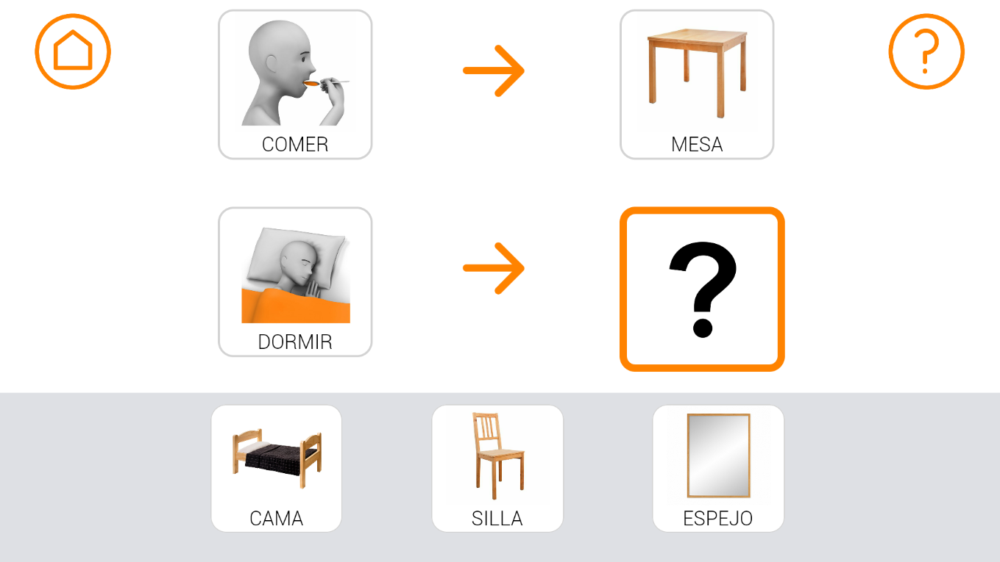 COMER
MESA
DORMIR
?
CAMA
SILLA
ESPEJO